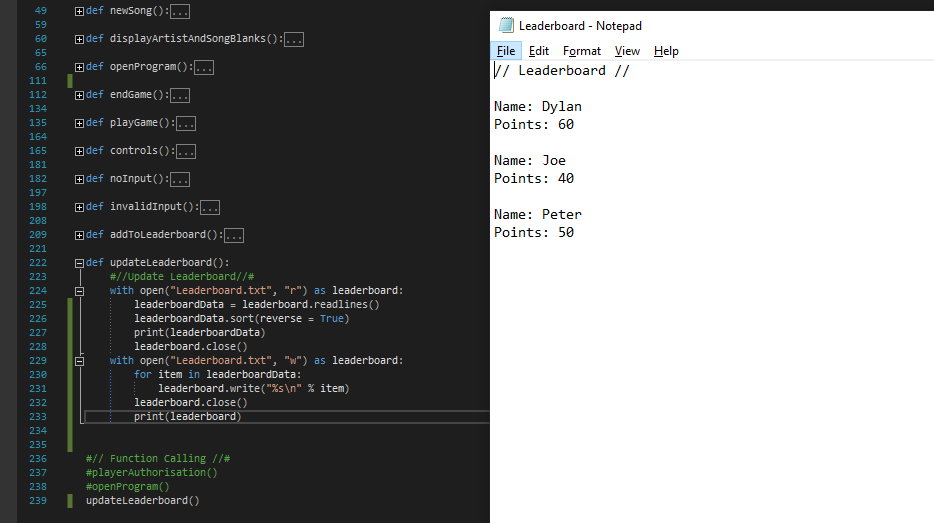 49 def newSong():...
59
60 def displayArtistAndSongBlanks():...
65
66 def openProgram():...
111
112 def endGame():...
134
135 def playGame():...
164
165 def controls():...
181
182 def noInput():...
197
198 def invalidInput():...
208
209 def addToLeaderboard():...
221
222 def updateLeaderboard():
223 #//Update Leaderboard//#
224 with open("Leaderboard.txt", "r") as leaderboard:
225 leaderboardData = leaderboard.readlines()
226 leaderboardData.sort(reverse = True)
227 print(leaderboardData)
228 leaderboard.close()
229 with open("Leaderboard.txt", "w") as leaderboard:
230 for item in leaderboardData:
231 leaderboard.write("%s\n" % item)
232 leaderboard.close()
233 print(leaderboard)
234
235
236 #// Function Calling //#
237 #playerAuthorisation()
238 #openProgram()
239 updateLeaderboard()
Leaderboard - Notepad
File Edit Format View Help
// Leaderboard //
Name: Dylan
Points: 60
Name: Joe
Points: 40
Name: Peter
Points: 50